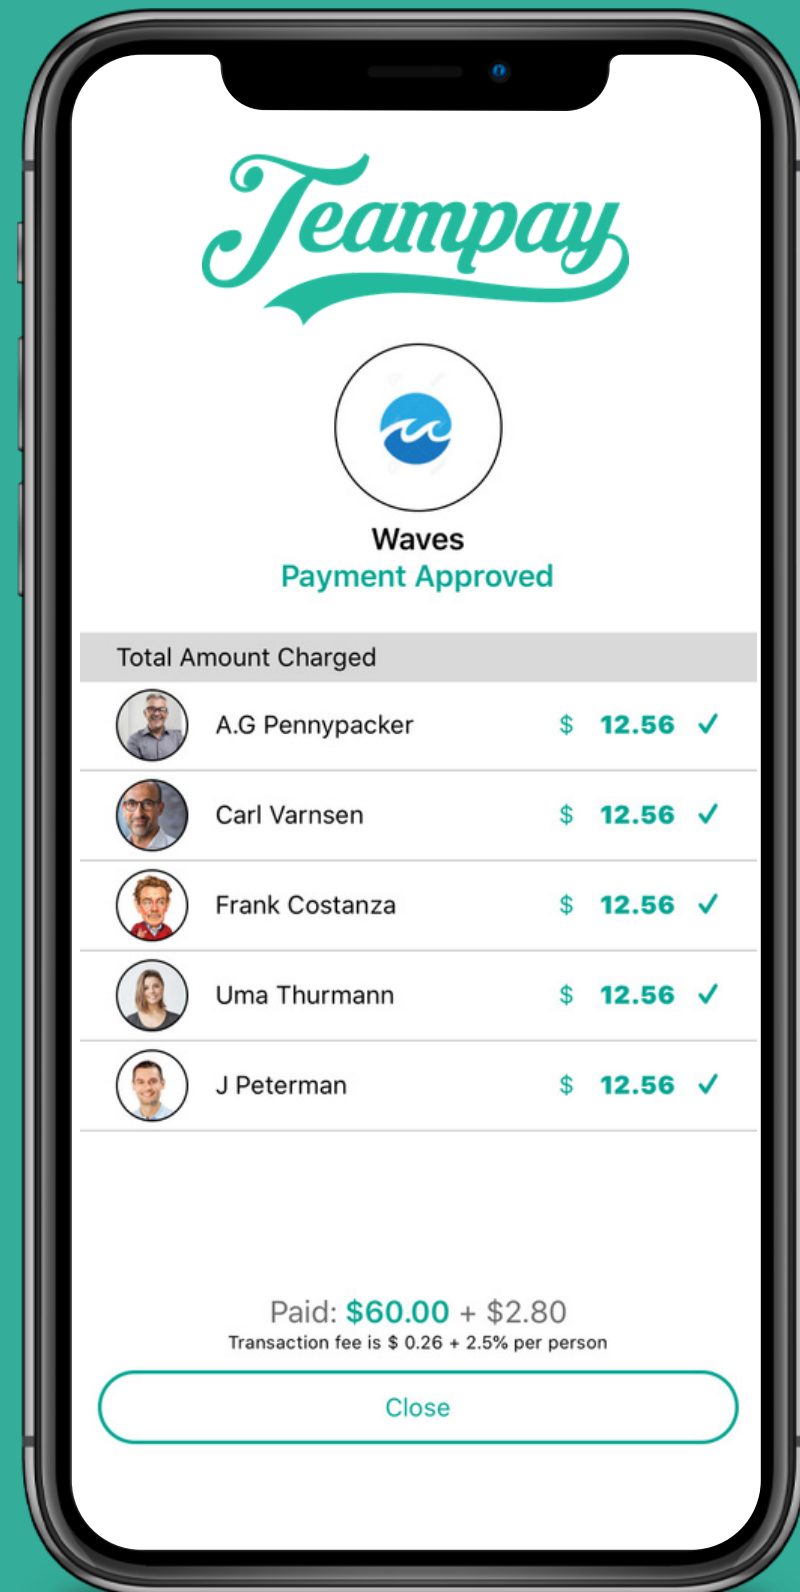 Teampay
Waves
Payment Approved
Total Amount Charged
A.G Pennypacker $ 12.56 ✓
Carl Varnsen $ 12.56 ✓
Frank Costanza $ 12.56 ✓
Uma Thurmann $ 12.56 ✓
J Peterman $ 12.56 ✓
Paid: $60.00 + $2.80
Transaction fee is $ 0.26 + 2.5% per person
Close